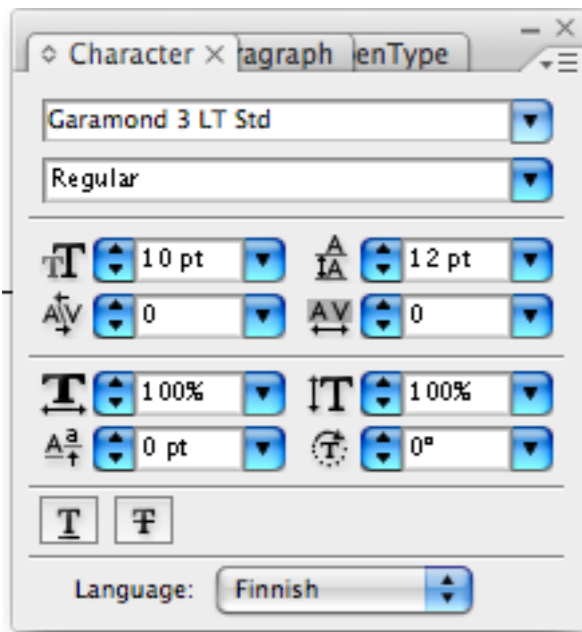 Character ragraph enType
Garamond 3 LT Std
Regular
10 pt 12 pt
0 0
100% 100%
0 pt 0°
Language: Finnish